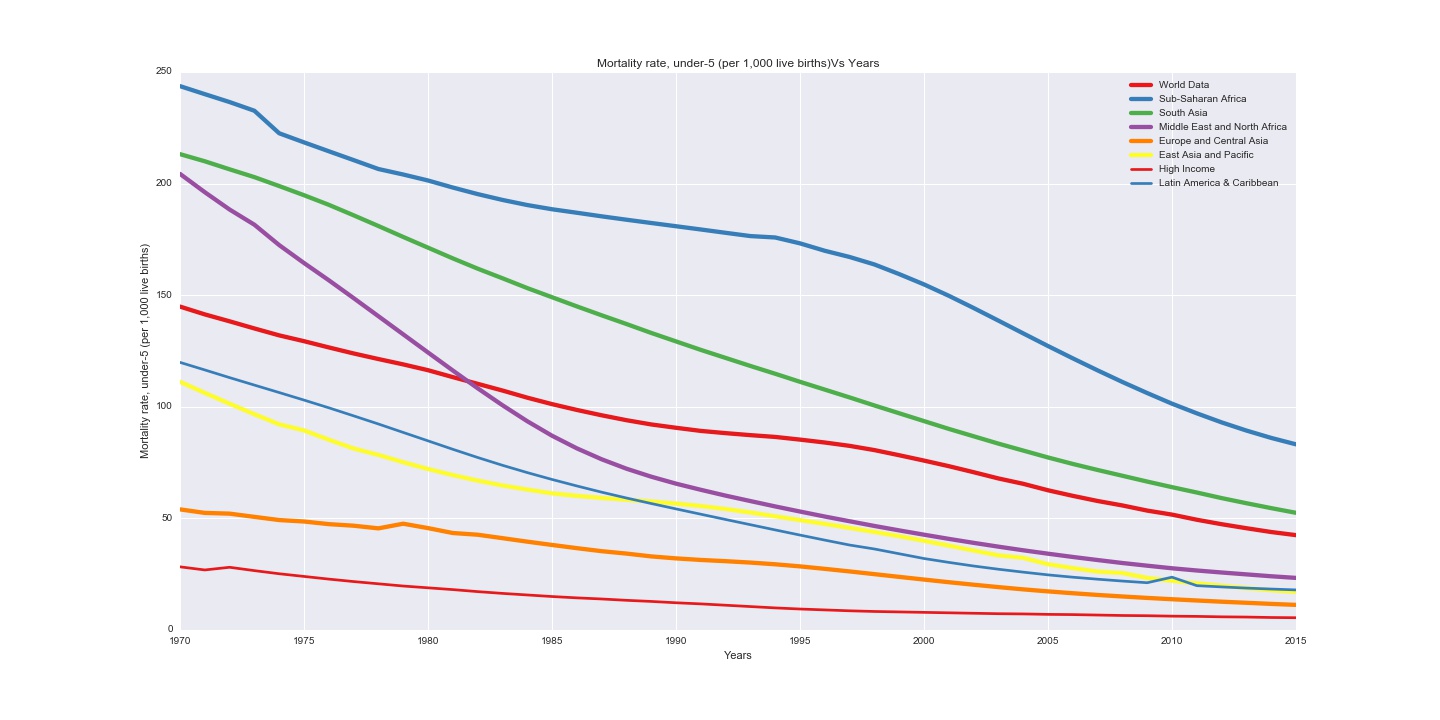 Mortality rate, under-5 (per 1,000 live births)Vs Years
250
200
150
100
50
0
Mortality rate, under-5 (per 1,000 live births)
World Data
Sub-Saharan Africa
South Asia
Middle East and North Africa
Europe and Central Asia
East Asia and Pacific
High Income
Latin America & Caribbean
1970 1975 1980 1985 1990 1995 2000 2005 2010 2015
Years